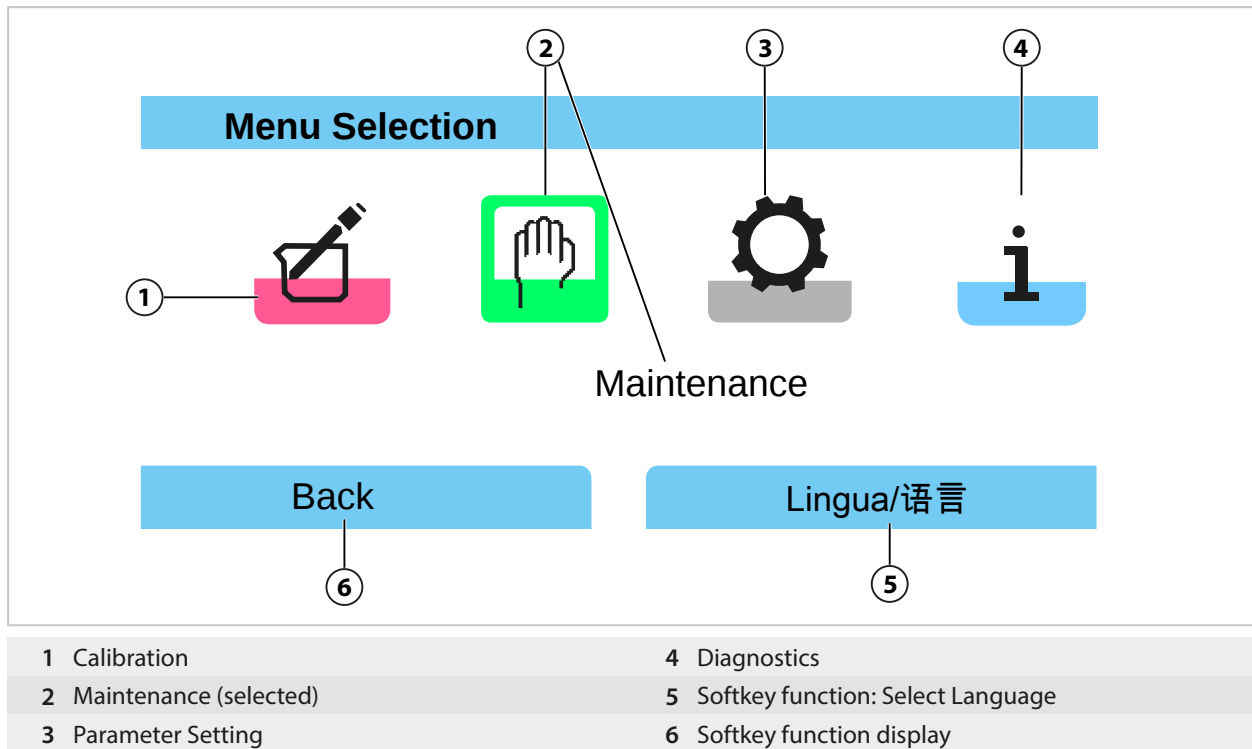 2 3 4
Menu Selection
1
Maintenance
Back Lingua/语言
6 5
1 Calibration 4 Diagnostics
2 Maintenance (selected) 5 Softkey function: Select Language
3 Parameter Setting 6 Softkey function display